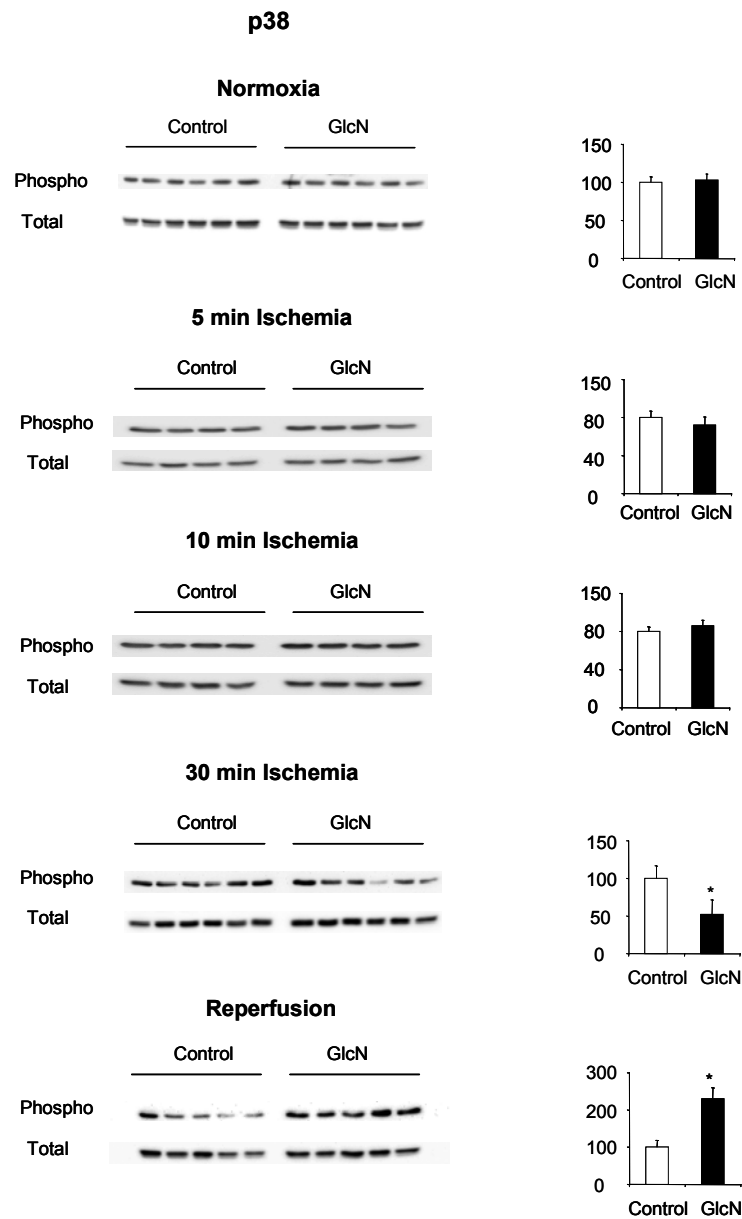 p38
Normoxia
Control GlcN
Phospho
Total
150
100
50
0
Control GlcN
5 min Ischemia
Control GlcN
Phospho
Total
150
80
40
0
Control GlcN
10 min Ischemia
Control GlcN
Phospho
Total
150
80
40
0
Control GlcN
30 min Ischemia
Control GlcN
Phospho
Total
150
100
50
0
*
Control GlcN
Reperfusion
Control GlcN
Phospho
Total
300
200
100
0
*
Control GlcN